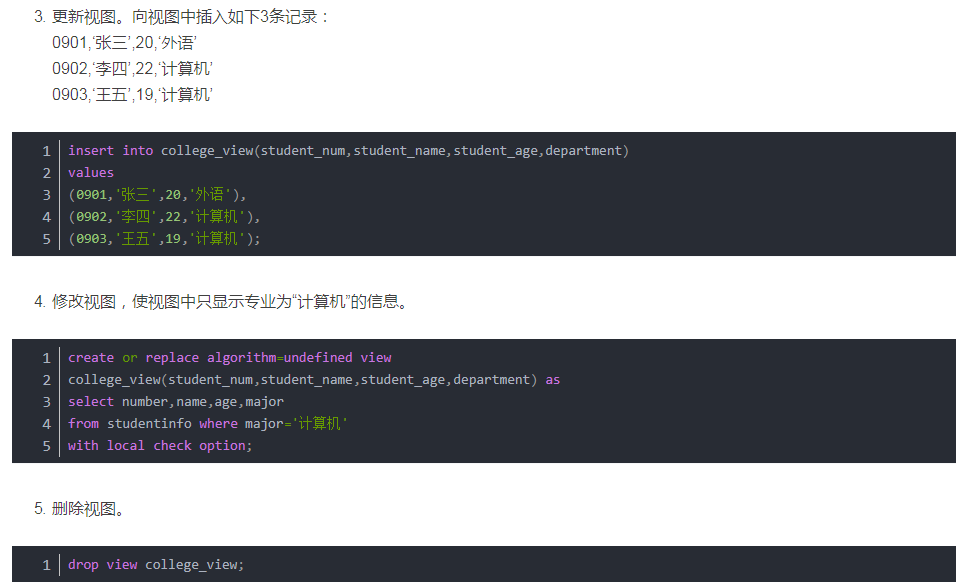 3. 更新视图。向视图中插入如下3条记录：
0901,‘张三’,20,‘外语’
0902,‘李四’,22,‘计算机’
0903,‘王五’,19,‘计算机’
1 insert into college_view(student_num,student_name,student_age,department)
2 values
3 (0901,'张三',20,'外语'),
4 (0902,'李四',22,'计算机'),
5 (0903,'王五',19,'计算机');
4. 修改视图，使视图中只显示专业为“计算机”的信息。
1 create or replace algorithm=undefined view
2 college_view(student_num,student_name,student_age,department) as
3 select number,name,age,major
4 from studentinfo where major='计算机'
5 with local check option;
5. 删除视图。
1 drop view college_view;